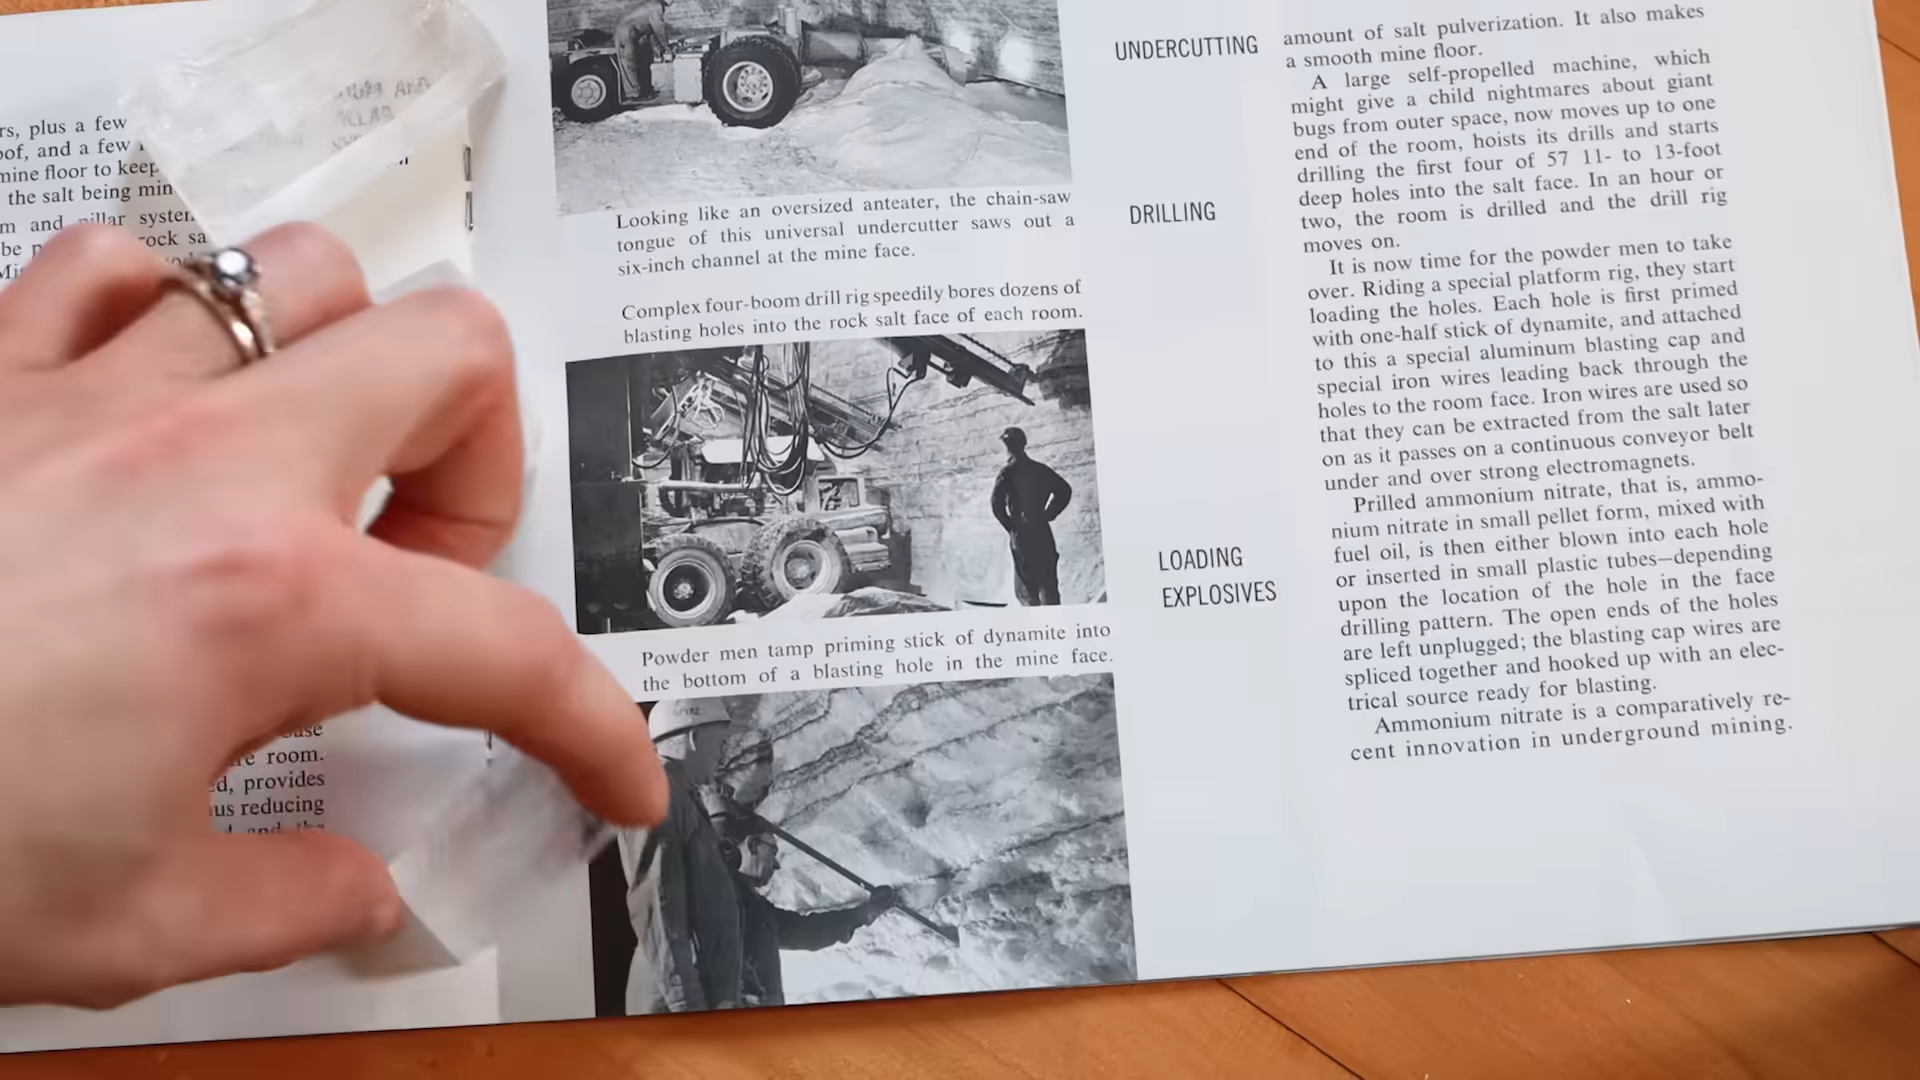 rs, plus a few
oof, and a few
mine floor to keep
the salt being min
m and pillar system
be rock sa
room.
d, provides
us reducing
and the
Looking like an oversized anteater, the chain-saw
tongue of this universal undercutter saws out a
six-inch channel at the mine face.
Complex four-boom drill rig speedily bores dozens of
blasting holes into the rock salt face of each room.
Powder men tamp priming stick of dynamite into
the bottom of a blasting hole in the mine face.
UNDERCUTTING
DRILLING
LOADING
EXPLOSIVES
amount of salt pulverization. It also makes
a smooth mine floor.
A large self-propelled machine, which
might give a child nightmares about giant
bugs from outer space, now moves up to one
end of the room, hoists its drills and starts
drilling the first four of 57 11- to 13-foot
deep holes into the salt face. In an hour or
two, the room is drilled and the drill rig
moves on.
It is now time for the powder men to take
over. Riding a special platform rig, they start
loading the holes. Each hole is first primed
with one-half stick of dynamite, and attached
to this a special aluminum blasting cap and
special iron wires leading back through the
holes to the room face. Iron wires are used so
that they can be extracted from the salt later
on as it passes on a continuous conveyor belt
under and over strong electromagnets.
Prilled ammonium nitrate, that is, ammo-
nium nitrate in small pellet form, mixed with
fuel oil, is then either blown into each hole
or inserted in small plastic tubes—depending
upon the location of the hole in the face
drilling pattern. The open ends of the holes
are left unplugged; the blasting cap wires are
spliced together and hooked up with an elec-
trical source ready for blasting.
Ammonium nitrate is a comparatively re-
cent innovation in underground mining.